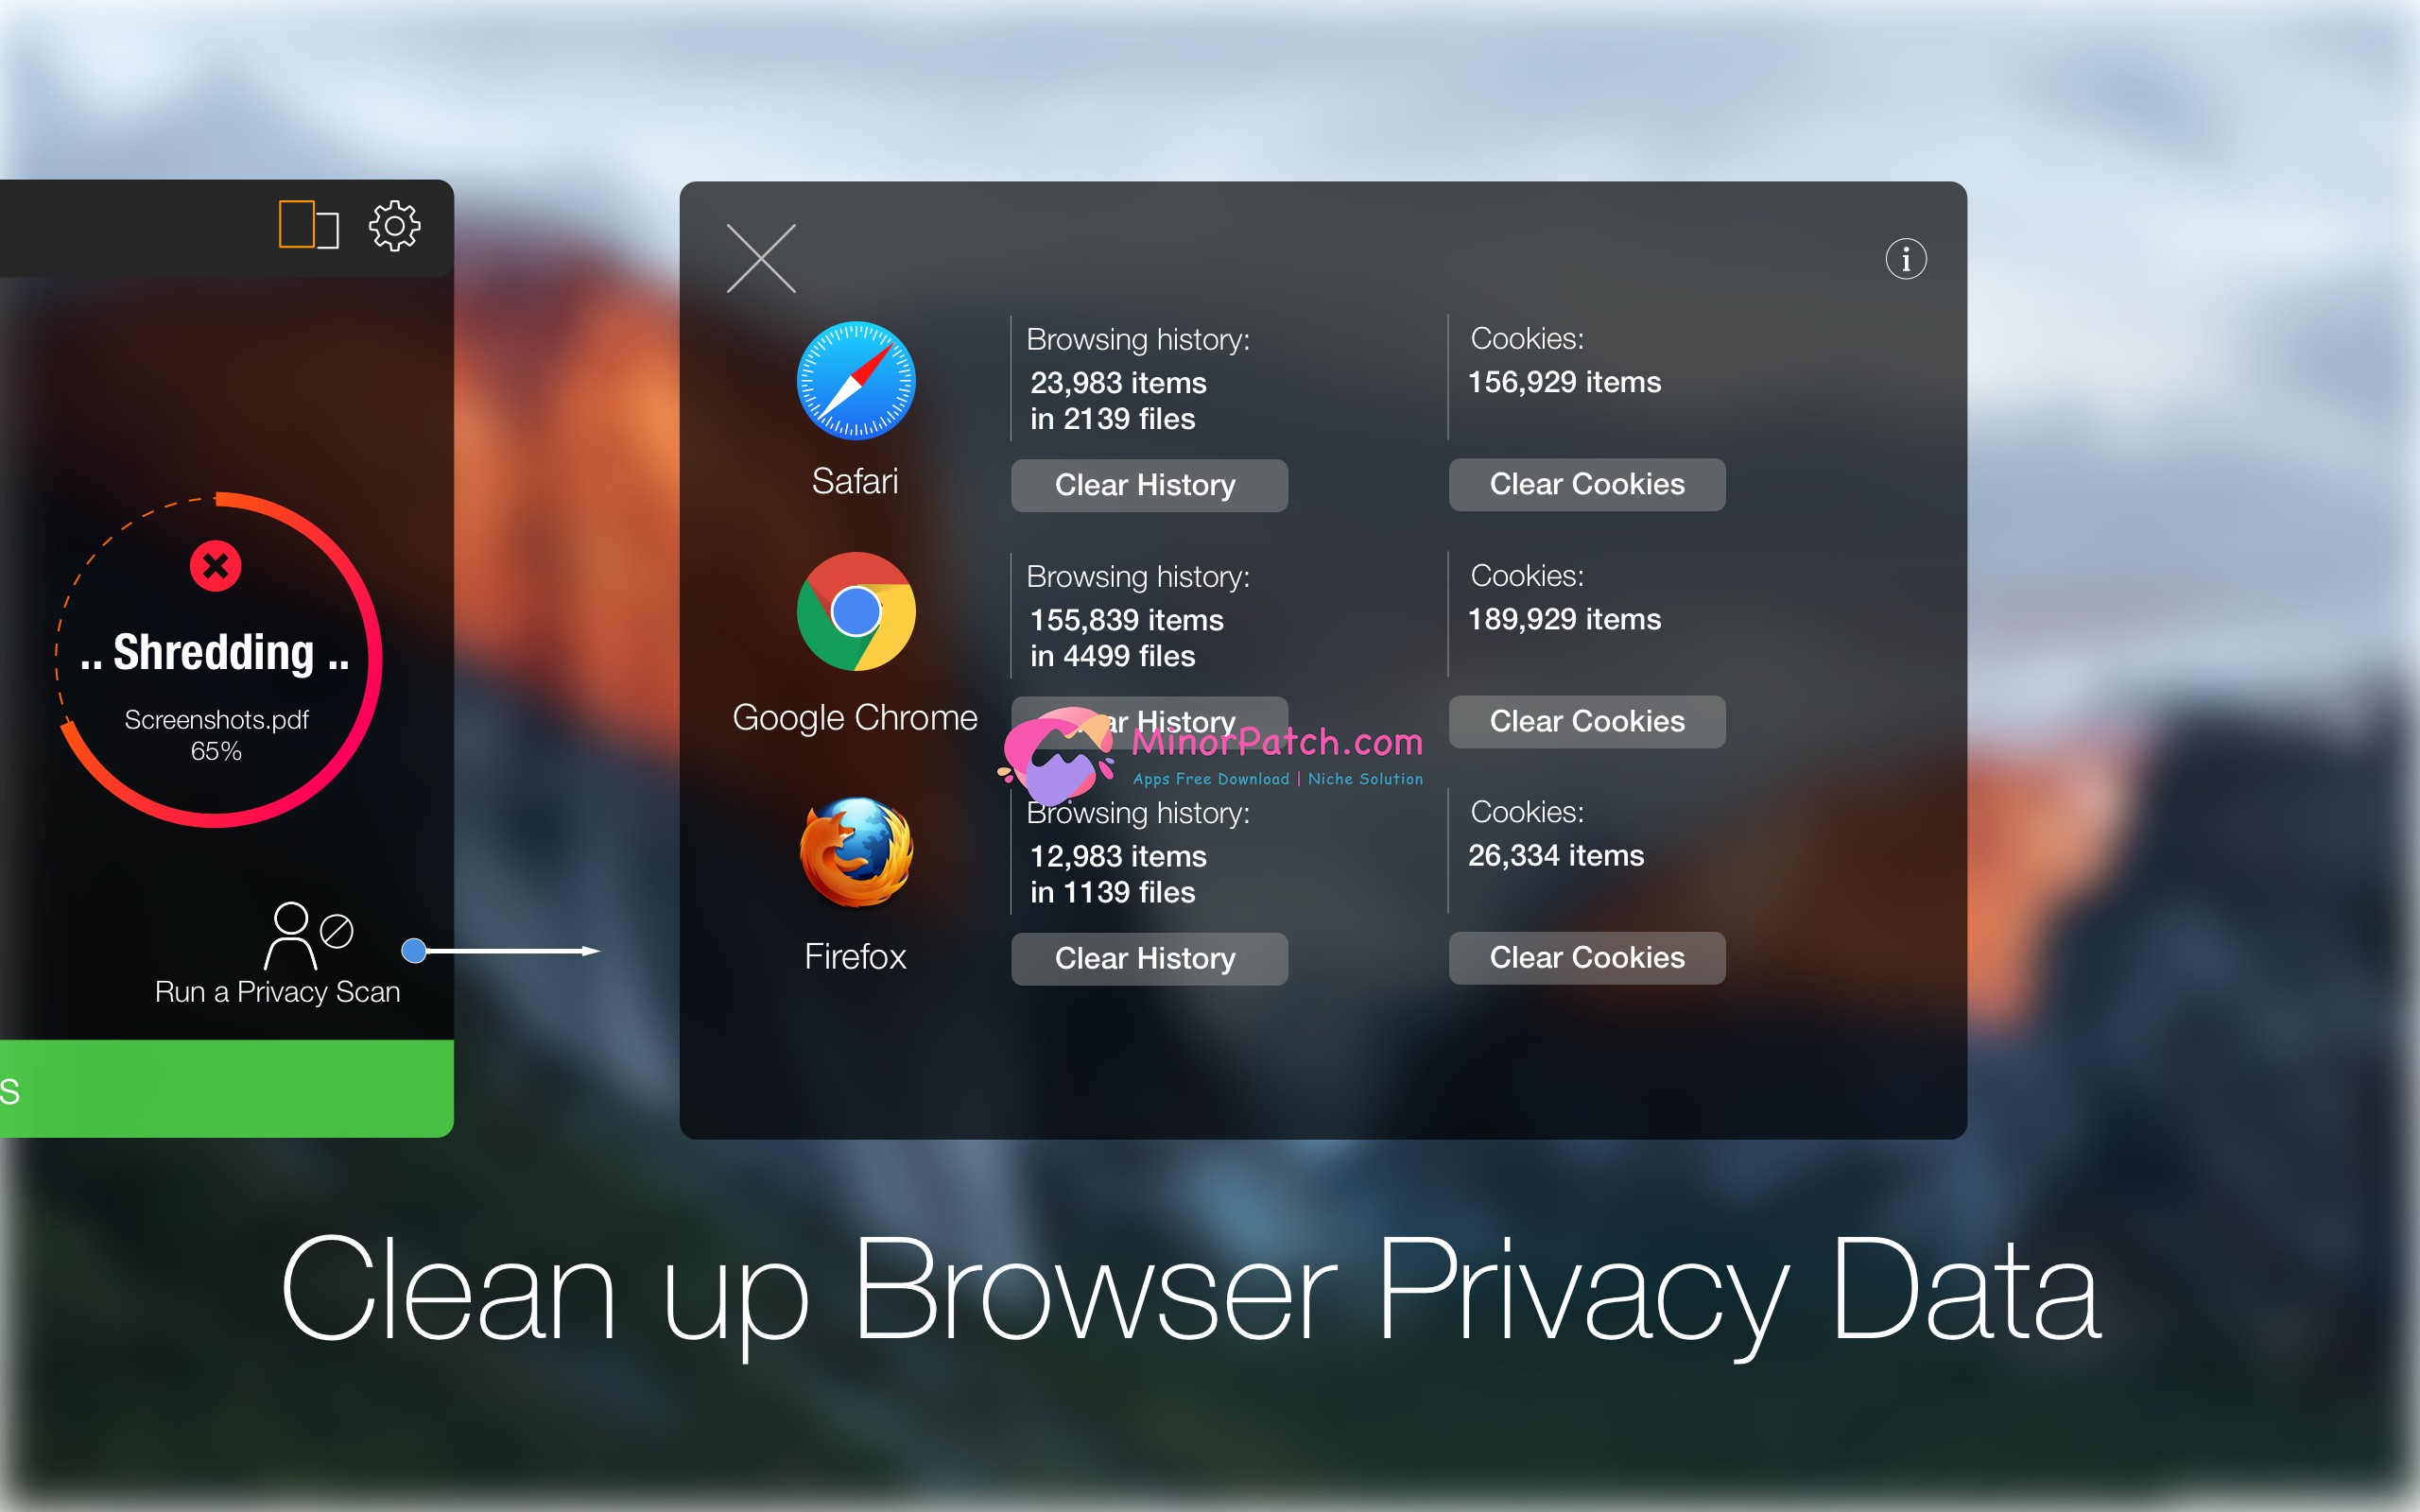 .. Shredding ..
Screenshots.pdf
65%
Run a Privacy Scan
s
Browsing history:
23,983 items
in 2139 files
Cookies:
156,929 items
Safari
Clear History
Clear Cookies
Browsing history:
155,839 items
in 4499 files
Cookies:
189,929 items
Google Chrome
ar History
Clear Cookies
MinorPatch.com
Apps Free Download | Niche Solution
Browsing history:
12,983 items
in 1139 files
Cookies:
26,334 items
Firefox
Clear History
Clear Cookies
Clean up Browser Privacy Data